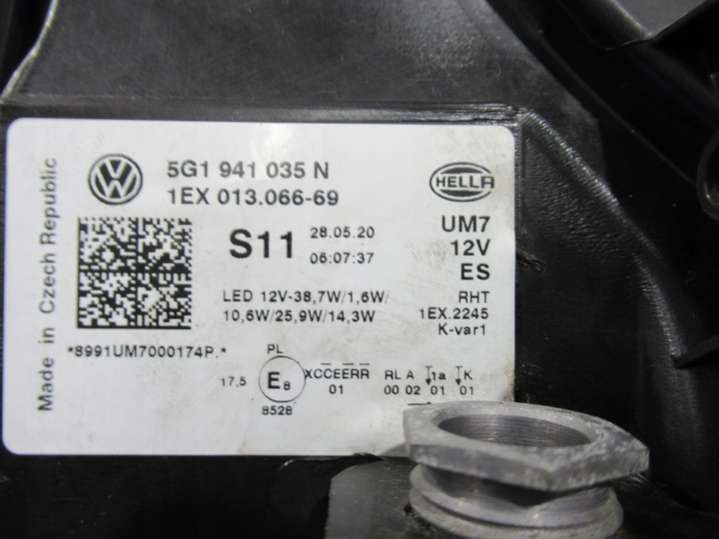 Made in Czech Republic
VW
5G1 941 035 N
1EX 013.066-69
HELLA
S11
28.05.20
06:07:37
UM7
12V
ES
LED 12V-38,7W/1,6W/
10,6W/25,9W/14,3W
RHT
1EX.2245
K-var1
*8991UM7000174P.*
PL
17,5
E8
8528
XCCEERR
01
RL A 1a K
00 02 01 01